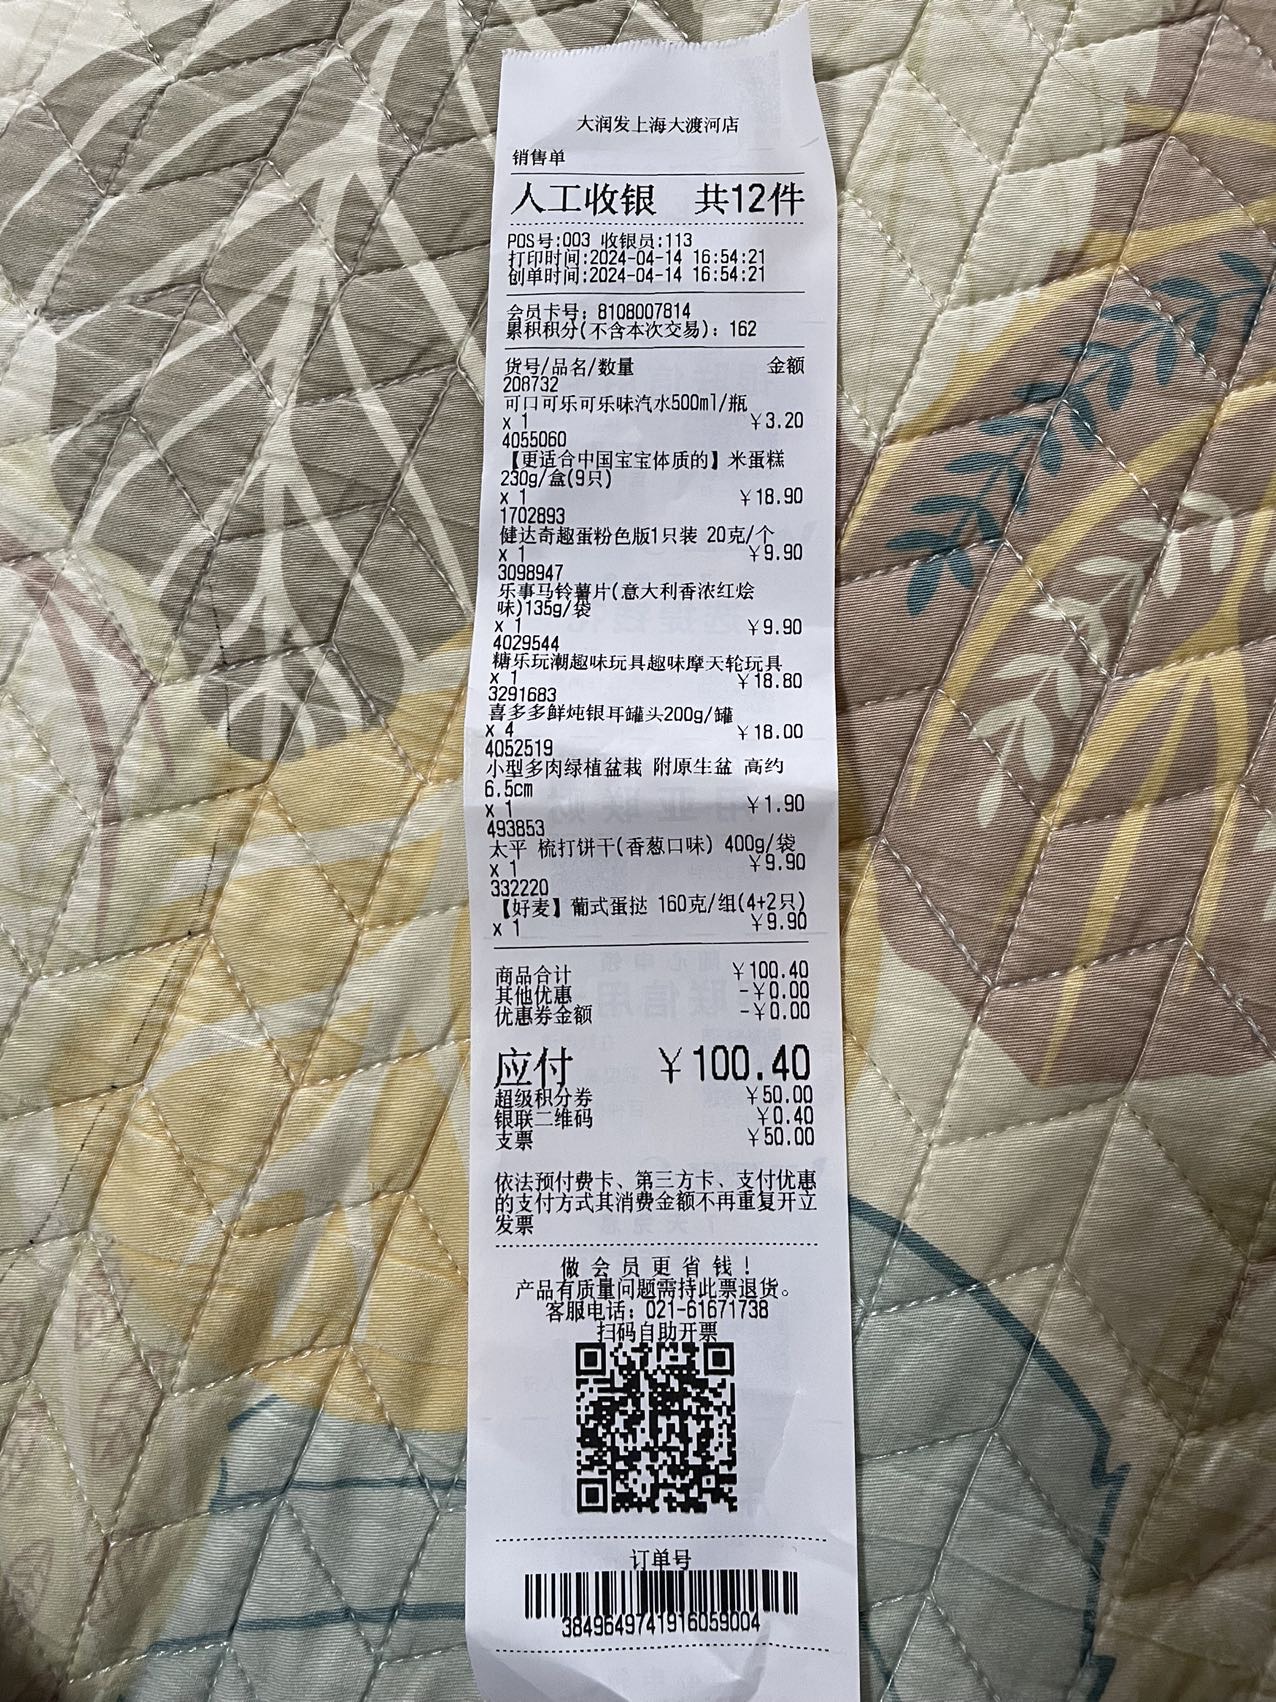 大润发上海大渡河店
销售单
人工收银 共12件
POS号:003 收银员:113
打印时间:2024-04-14 16:54:21
创单时间:2024-04-14 16:54:21
会员卡号: 8108007814
累积积分(不含本次交易): 162
货号/品名/数量 金额
208732
可口可乐可乐味汽水500ml/瓶
x 1 ¥3.20
4055060
【更适合中国宝宝体质的】米蛋糕
230g/盒(9只)
x 1 ¥18.90
1702893
健达奇趣蛋粉色版1只装 20克/个
x 1 ¥9.90
3098947
乐事马铃薯片(意大利香浓红烩
味)135g/袋
x 1 ¥9.90
4029544
糖乐玩潮趣味玩具趣味摩天轮玩具
x 1 ¥18.80
3291683
喜多多鲜炖银耳罐头200g/罐
x 4 ¥18.00
4052519
小型多肉绿植盆栽 附原生盆 高约
6.5cm
x 1 ¥1.90
493853
太平 梳打饼干(香葱口味) 400g/袋
x 1 ¥9.90
332220
【好麦】葡式蛋挞 160克/组(4+2只)
x 1 ¥9.90
商品合计 ¥100.40
其他优惠 -¥0.00
优惠券金额 -¥0.00
应付 ¥100.40
超级积分券 ¥50.00
银联二维码 ¥0.40
支票 ¥50.00
依法预付费卡、第三方卡、支付优惠
的支付方式其消费金额不再重复开立
发票
做会员更省钱!
产品有质量问题需持此票退货。
客服电话: 021-61671738
扫码自助开票
订单号
3849649741916059004